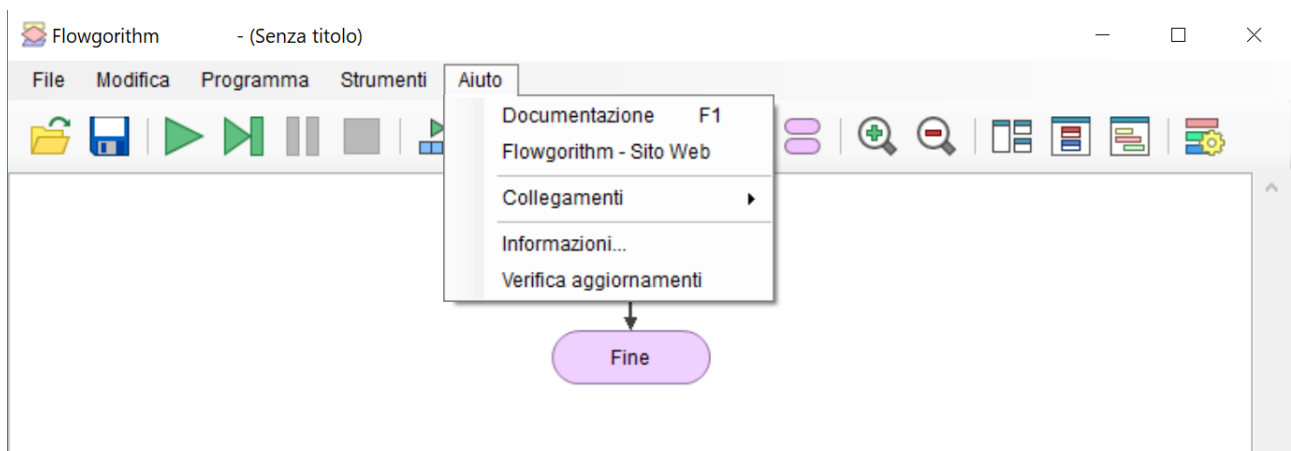 Flowgorithm - (Senza titolo)
File Modifica Programma Strumenti Aiuto
Documentazione F1
Flowgorithm - Sito Web
Collegamenti
Informazioni...
Verifica aggiornamenti
Fine